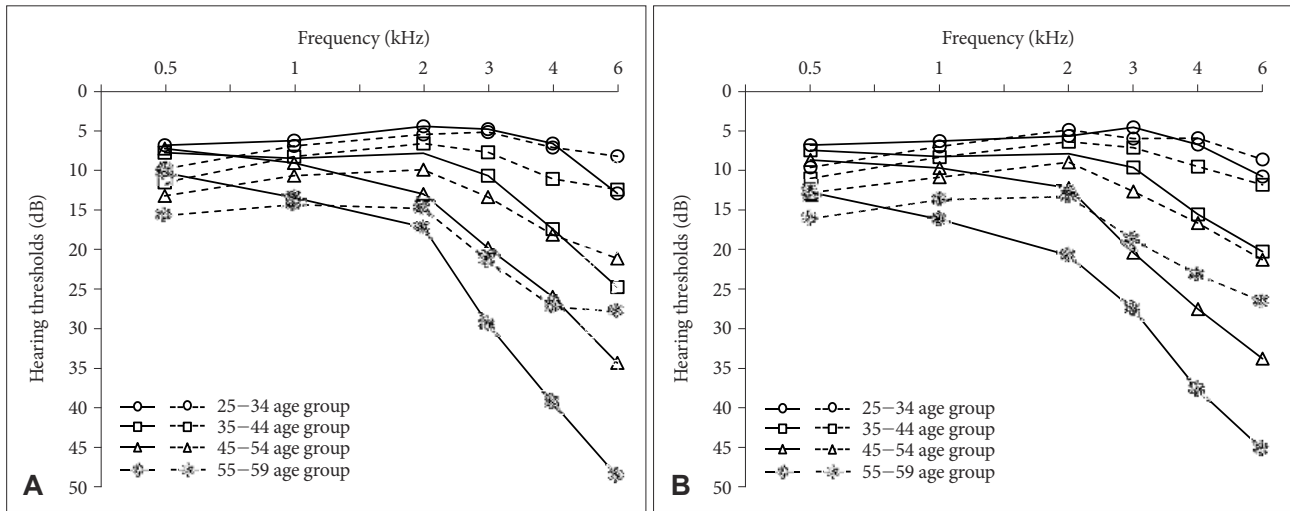 Frequency (kHz)
0.5 1 2 3 4 6
0
5
10
15
20
25
30
35
40
45
50
Hearing thresholds (dB)
25−34 age group
35−44 age group
45−54 age group
55−59 age group
A
Frequency (kHz)
0.5 1 2 3 4 6
0
5
10
15
20
25
30
35
40
45
50
Hearing thresholds (dB)
25−34 age group
35−44 age group
45−54 age group
55−59 age group
B